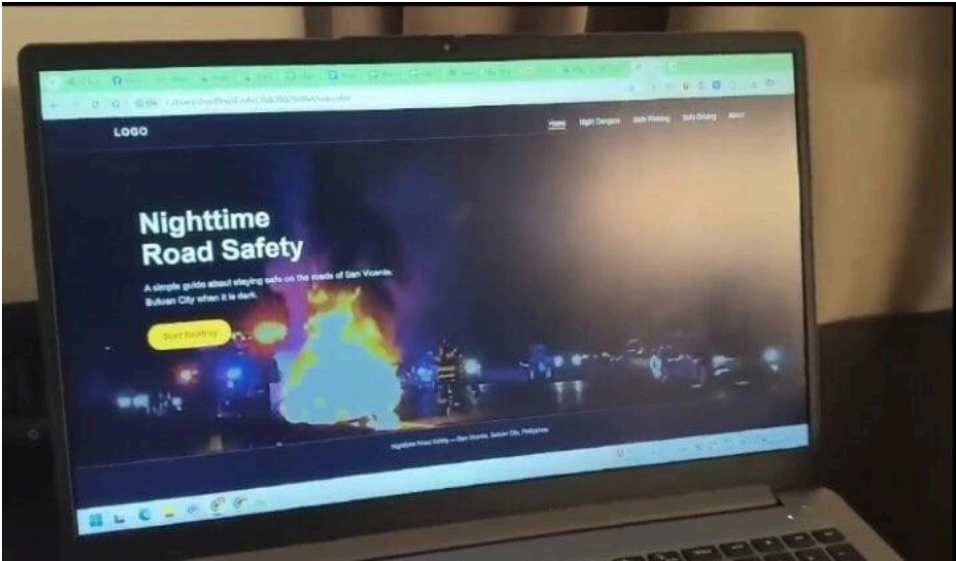 LOGO
Home Night Dangers Safe Walking Safe Driving About
Nighttime
Road Safety
A simple guide about staying safe on the roads of San Vicente,
Butuan City when it is dark.
Start Reading
Nighttime Road Safety — San Vicente, Butuan City, Philippines